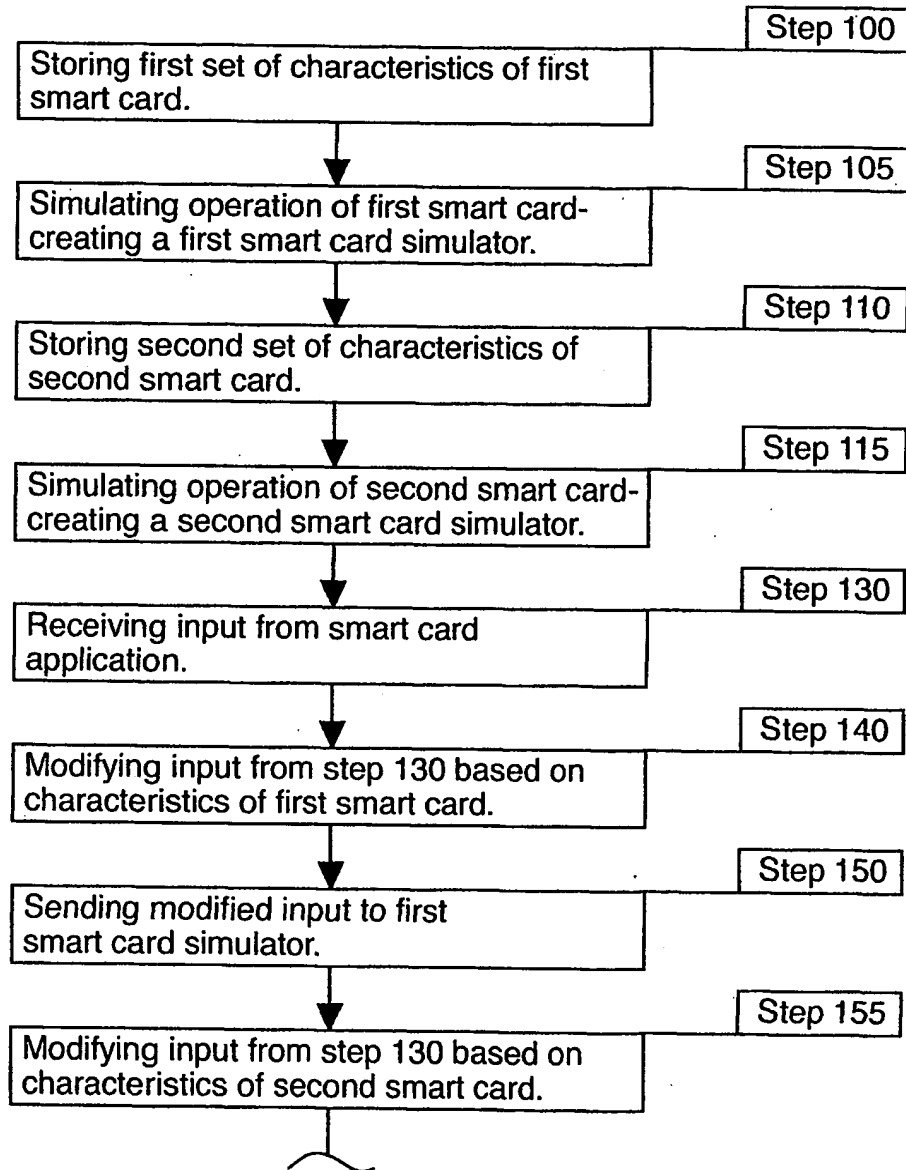 Step 100
Storing first set of characteristics of first
smart card.
Step 105
Simulating operation of first smart card-
creating a first smart card simulator.
Step 110
Storing second set of characteristics of
second smart card.
Step 115
Simulating operation of second smart card-
creating a second smart card simulator.
Step 130
Receiving input from smart card
application.
Step 140
Modifying input from step 130 based on
characteristics of first smart card.
Step 150
Sending modified input to first
smart card simulator.
Step 155
Modifying input from step 130 based on
characteristics of second smart card.